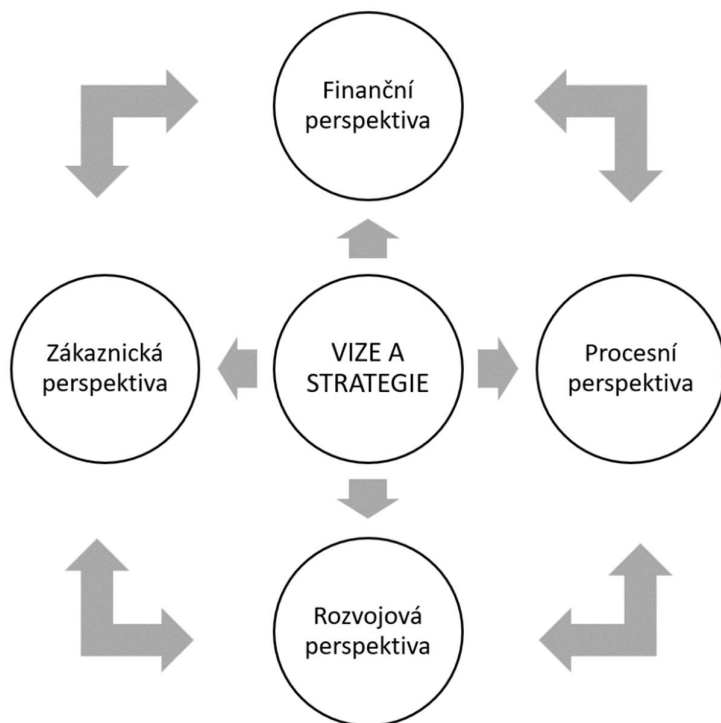 Finanční
perspektiva
Zákaznická
perspektiva
VIZE A
STRATEGIE
Procesní
perspektiva
Rozvojová
perspektiva